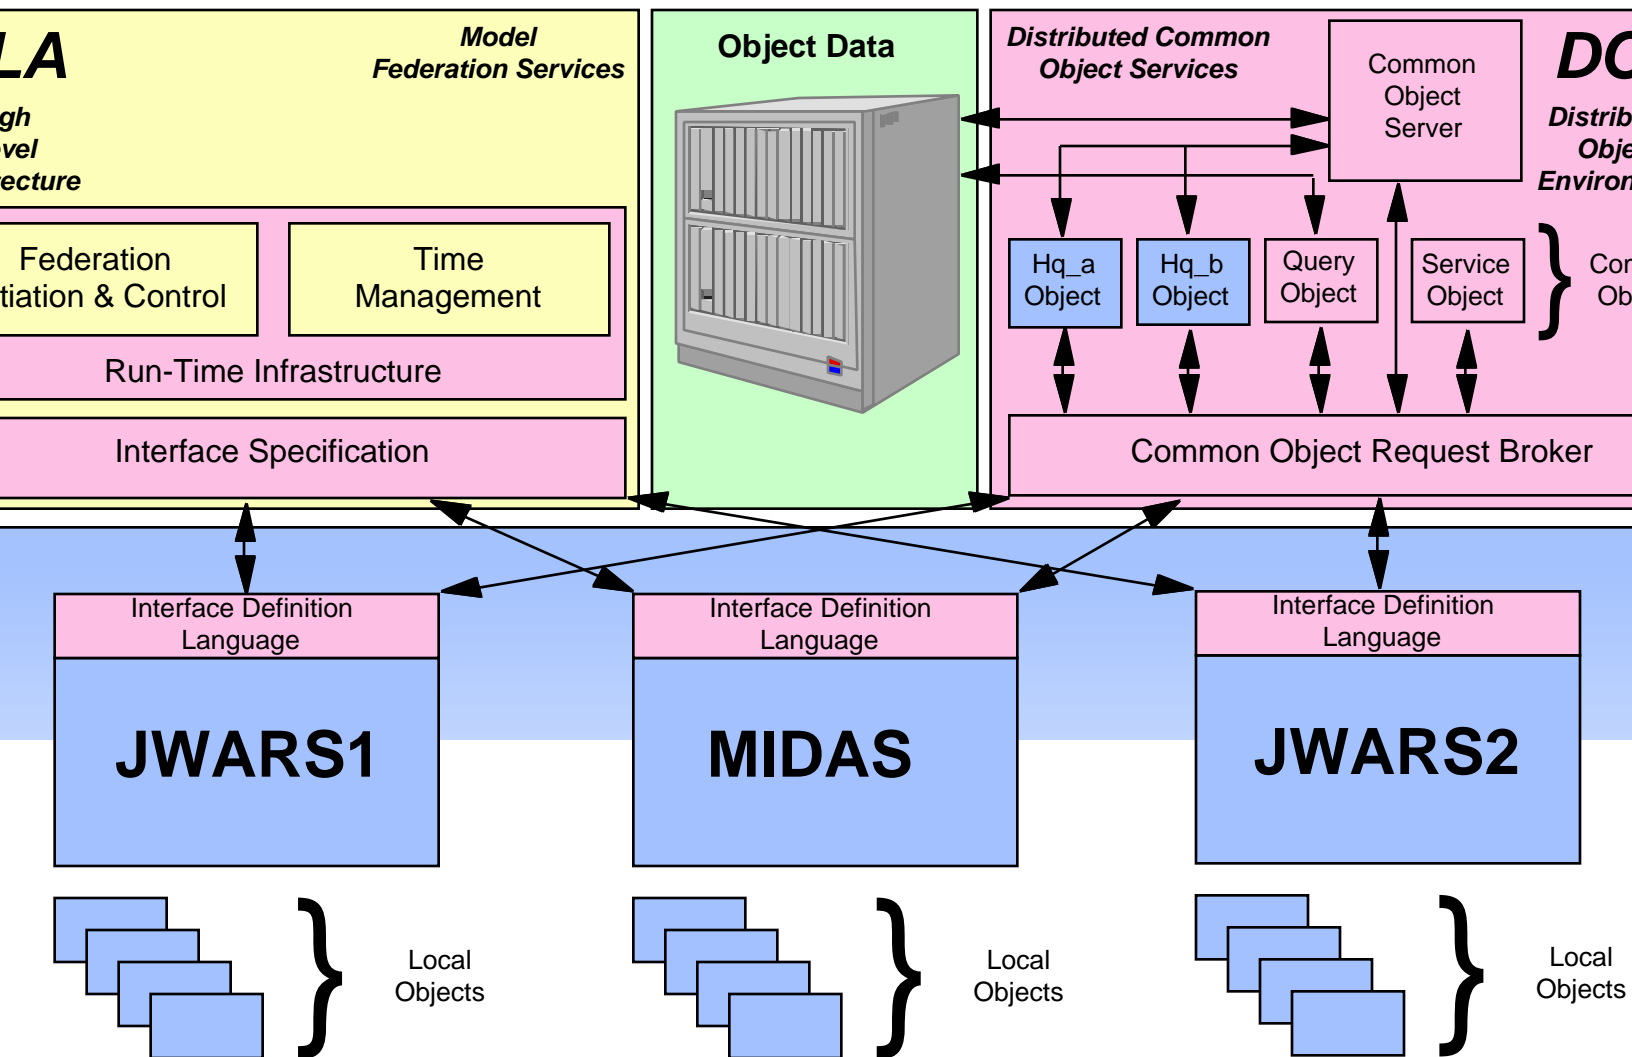 LA
Model
Federation Services
gh
vel
tecture
Federation
tiation & Control
Time
Management
Run-Time Infrastructure
Interface Specification
Object Data
Distributed Common
Object Services
Common
Object
Server
DO
Distrib
Obje
Environ
Hq_a
Object
Hq_b
Object
Query
Object
Service
Object
Com
Ob
Common Object Request Broker
Interface Definition
Language
JWARS1
Interface Definition
Language
MIDAS
Interface Definition
Language
JWARS2
Local
Objects
Local
Objects
Local
Objects